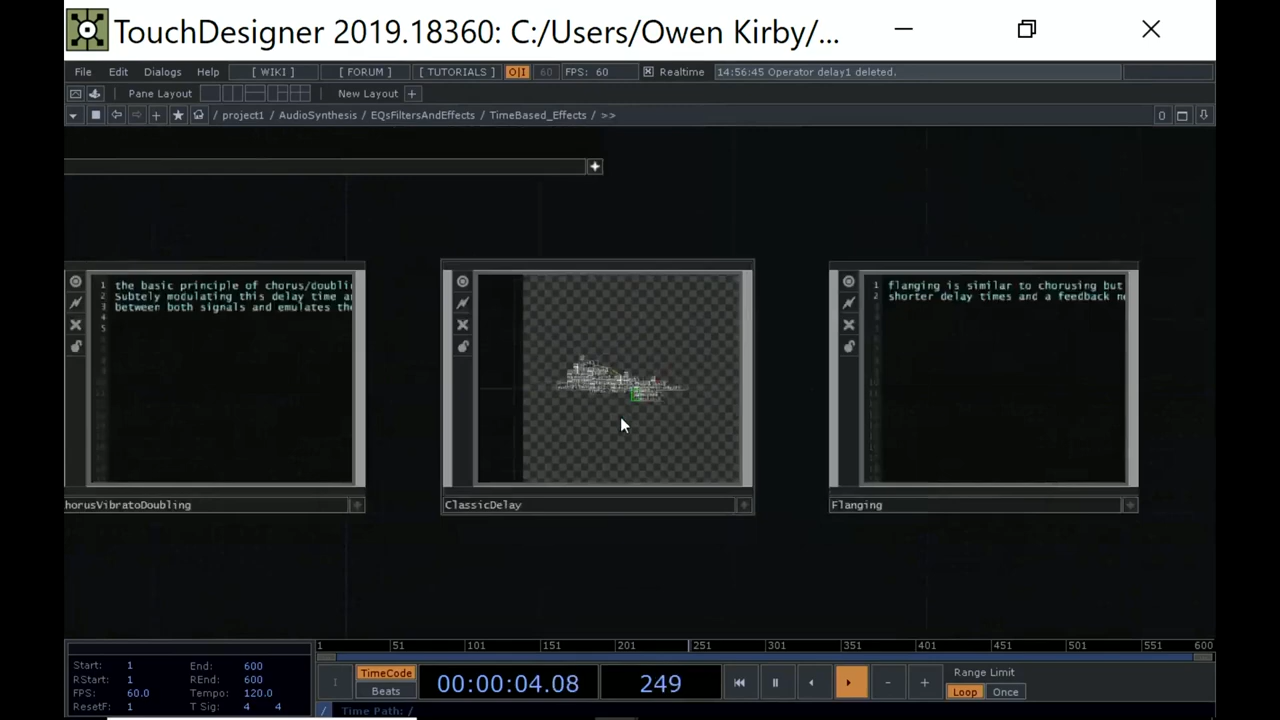 TouchDesigner 2019.18360: C:/Users/Owen Kirby/...
File Edit Dialogs Help [ WIKI ] [ FORUM ] [ TUTORIALS ] O|I 60 FPS: 60 Realtime 14:56:45 Operator delay1 deleted.
Pane Layout New Layout +
/ project1 / AudioSynthesis / EQsFiltersAndEffects / TimeBased_Effects / >> 0
1 the basic principle of chorus/doubli
2 Subtely modulating this delay time a
3 between both signals and emulates the
4
5
horusVibratoDoubling
ClassicDelay
1 flanging is similar to chorusing but
2 shorter delay times and a feedback ne
Flanging
1 51 101 151 201 251 301 351 401 451 501 551 600
Start: 1 End: 600
RStart: 1 REnd: 600
FPS: 60.0 Tempo: 120.0
ResetF: 1 T Sig: 4 4
TimeCode
Beats
00:00:04.08 249
Range Limit
Loop Once
/ Time Path: /